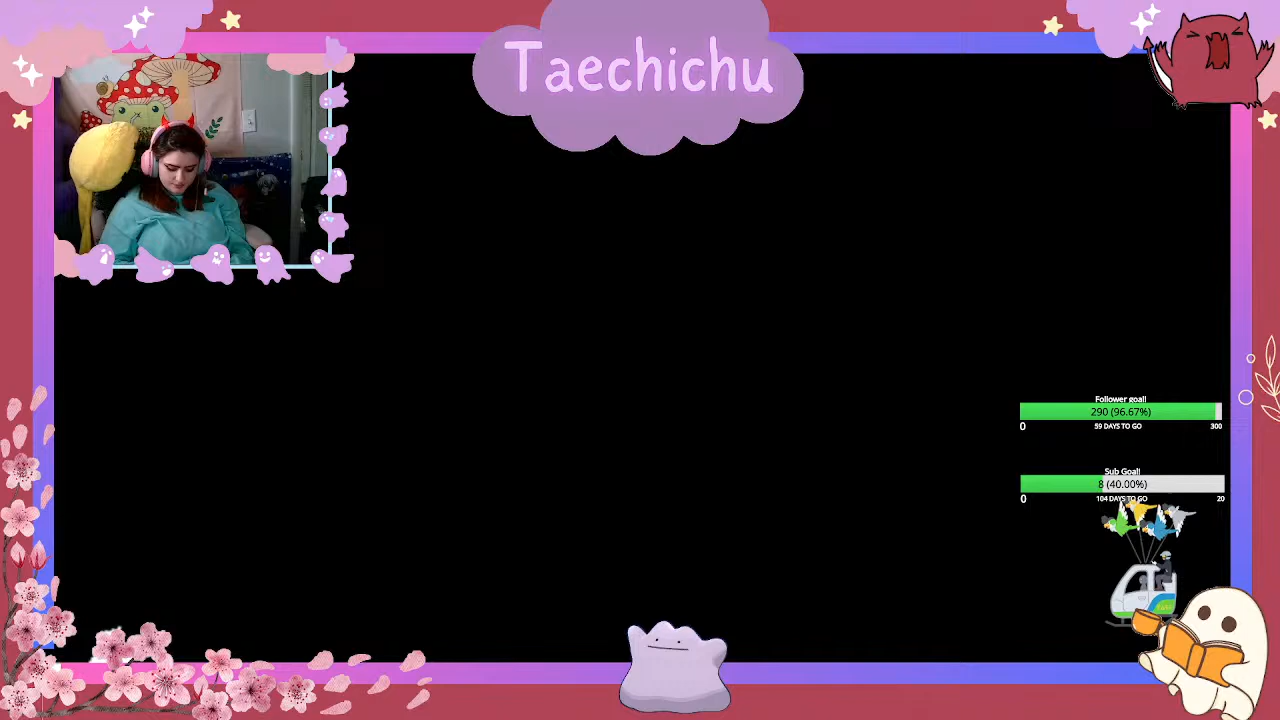 Taechichu
Follower goal!
290 (96.67%)
0 59 DAYS TO GO 300
Sub Goal!
8 (40.00%)
0 104 DAYS TO GO 20